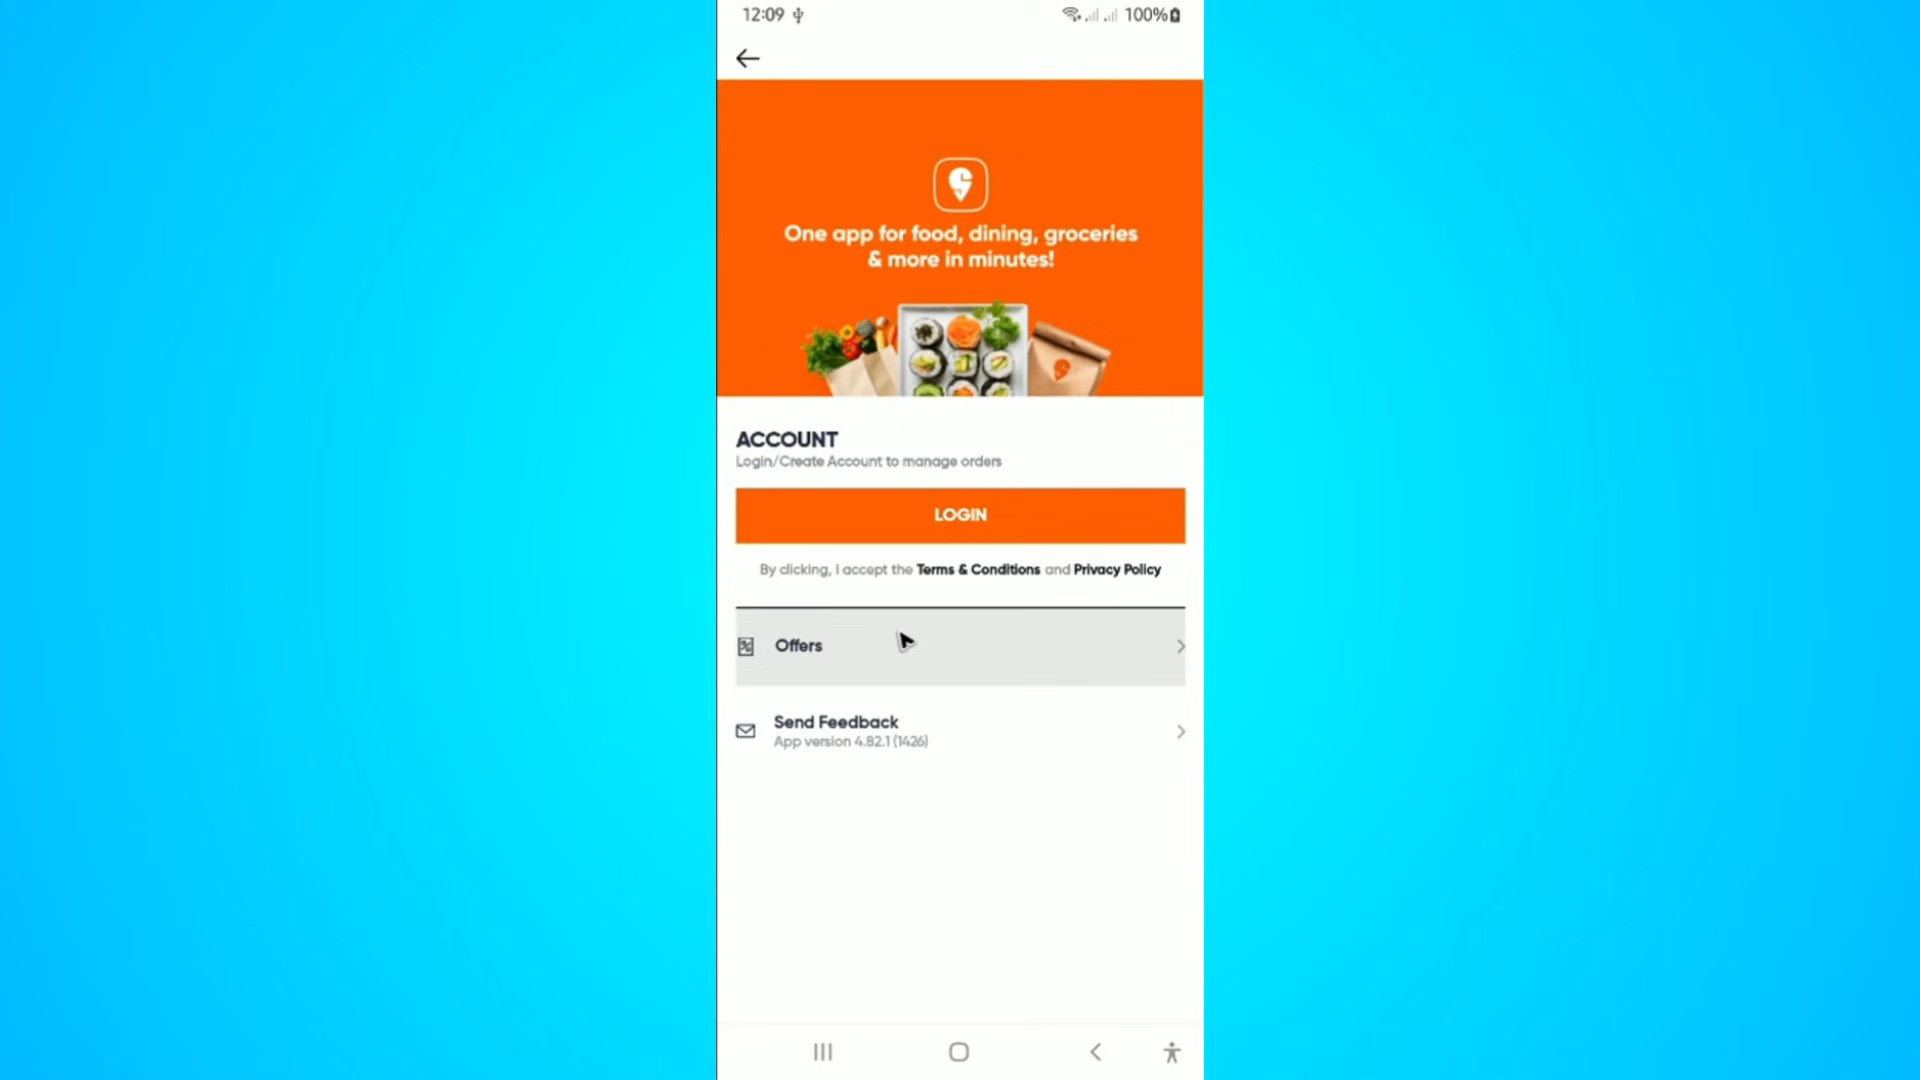 12:09
100%
One app for food, dining, groceries
& more in minutes!
ACCOUNT
Login/Create Account to manage orders
LOGIN
By clicking, I accept the Terms & Conditions and Privacy Policy
Offers
Send Feedback
App version 4.82.1 (1426)